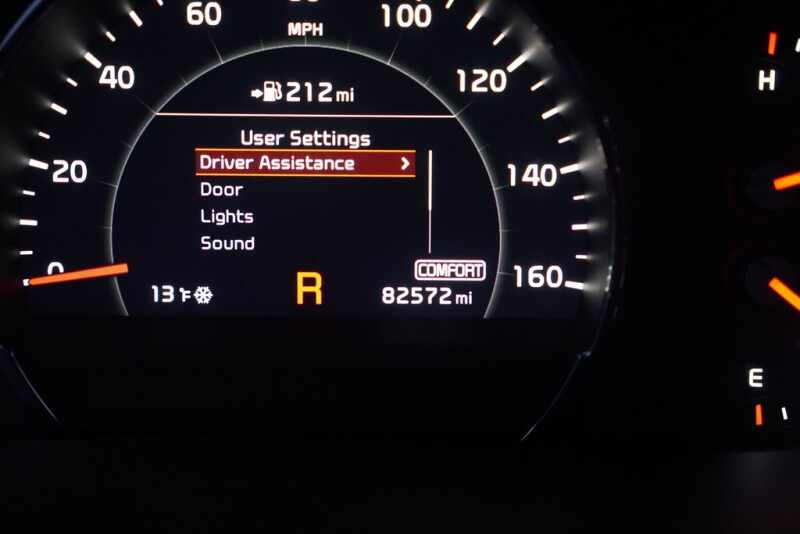 60
80
100
MPH
40
212 mi
120
H
User Settings
Driver Assistance
20
140
Door
Lights
Sound
0
COMFORT
160
13°F
R
82572 mi
E